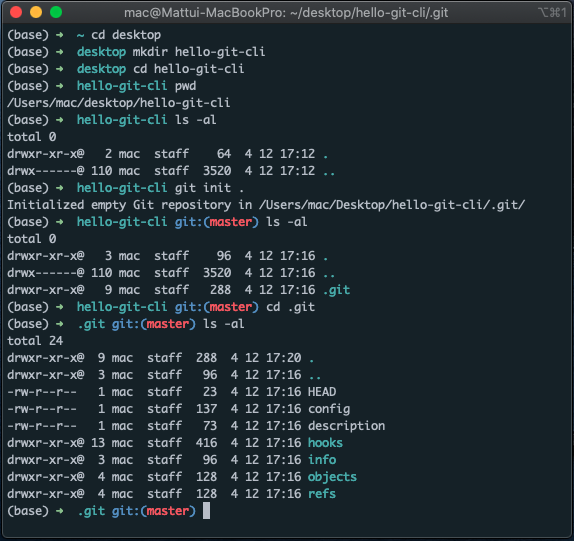 mac@Mattui-MacBookPro: ~/desktop/hello-git-cli/.git ⌥⌘1
(base) ➜  ~ cd desktop
(base) ➜  desktop mkdir hello-git-cli
(base) ➜  desktop cd hello-git-cli
(base) ➜  hello-git-cli pwd
/Users/mac/desktop/hello-git-cli
(base) ➜  hello-git-cli ls -al
total 0
drwxr-xr-x@   2 mac  staff    64  4 12 17:12 .
drwx------@ 110 mac  staff  3520  4 12 17:12 ..
(base) ➜  hello-git-cli git init .
Initialized empty Git repository in /Users/mac/Desktop/hello-git-cli/.git/
(base) ➜  hello-git-cli git:(master) ls -al
total 0
drwxr-xr-x@   3 mac  staff    96  4 12 17:16 .
drwx------@ 110 mac  staff  3520  4 12 17:16 ..
drwxr-xr-x@   9 mac  staff   288  4 12 17:16 .git
(base) ➜  hello-git-cli git:(master) cd .git
(base) ➜  .git git:(master) ls -al
total 24
drwxr-xr-x@  9 mac  staff  288  4 12 17:20 .
drwxr-xr-x@  3 mac  staff   96  4 12 17:16 ..
-rw-r--r--   1 mac  staff   23  4 12 17:16 HEAD
-rw-r--r--   1 mac  staff  137  4 12 17:16 config
-rw-r--r--   1 mac  staff   73  4 12 17:16 description
drwxr-xr-x@ 13 mac  staff  416  4 12 17:16 hooks
drwxr-xr-x@  3 mac  staff   96  4 12 17:16 info
drwxr-xr-x@  4 mac  staff  128  4 12 17:16 objects
drwxr-xr-x@  4 mac  staff  128  4 12 17:16 refs
(base) ➜  .git git:(master)